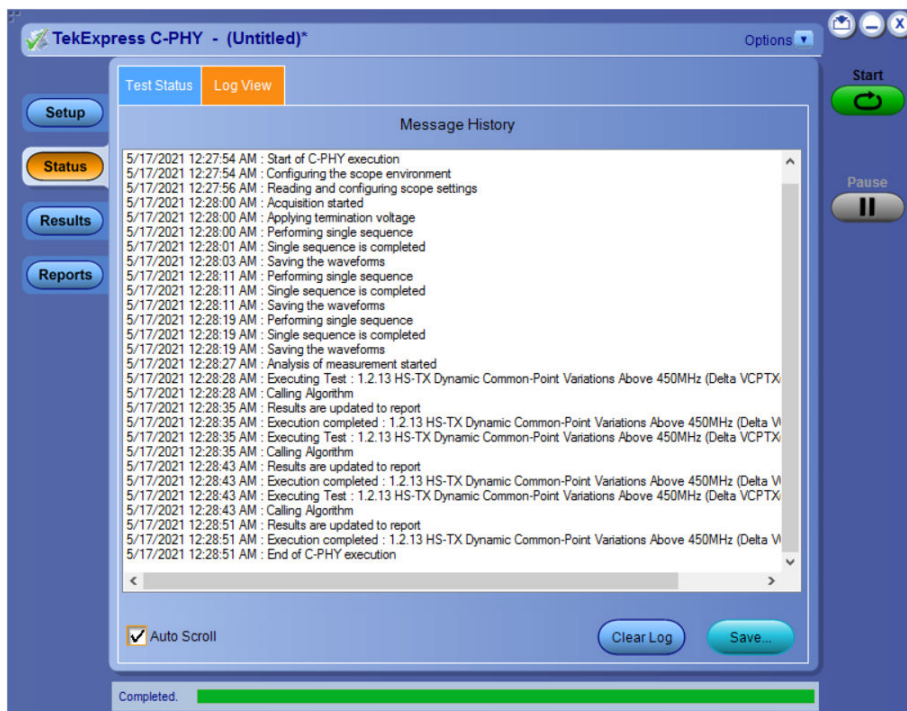 TekExpress C-PHY - (Untitled)*
Options
Start
Pause
Setup
Status
Results
Reports
Test Status
Log View
Message History
5/17/2021 12:27:54 AM : Start of C-PHY execution
5/17/2021 12:27:54 AM : Configuring the scope environment
5/17/2021 12:27:56 AM : Reading and configuring scope settings
5/17/2021 12:28:00 AM : Acquisition started
5/17/2021 12:28:00 AM : Applying termination voltage
5/17/2021 12:28:00 AM : Performing single sequence
5/17/2021 12:28:01 AM : Single sequence is completed
5/17/2021 12:28:03 AM : Saving the waveforms
5/17/2021 12:28:11 AM : Performing single sequence
5/17/2021 12:28:11 AM : Single sequence is completed
5/17/2021 12:28:11 AM : Saving the waveforms
5/17/2021 12:28:19 AM : Performing single sequence
5/17/2021 12:28:19 AM : Single sequence is completed
5/17/2021 12:28:19 AM : Saving the waveforms
5/17/2021 12:28:27 AM : Analysis of measurement started
5/17/2021 12:28:28 AM : Executing Test : 1.2.13 HS-TX Dynamic Common-Point Variations Above 450MHz (Delta VCPTX
5/17/2021 12:28:28 AM : Calling Algorithm
5/17/2021 12:28:35 AM : Results are updated to report
5/17/2021 12:28:35 AM : Execution completed : 1.2.13 HS-TX Dynamic Common-Point Variations Above 450MHz (Delta V
5/17/2021 12:28:35 AM : Executing Test : 1.2.13 HS-TX Dynamic Common-Point Variations Above 450MHz (Delta VCPTX
5/17/2021 12:28:35 AM : Calling Algorithm
5/17/2021 12:28:43 AM : Results are updated to report
5/17/2021 12:28:43 AM : Execution completed : 1.2.13 HS-TX Dynamic Common-Point Variations Above 450MHz (Delta V
5/17/2021 12:28:43 AM : Executing Test : 1.2.13 HS-TX Dynamic Common-Point Variations Above 450MHz (Delta VCPTX
5/17/2021 12:28:43 AM : Calling Algorithm
5/17/2021 12:28:51 AM : Results are updated to report
5/17/2021 12:28:51 AM : Execution completed : 1.2.13 HS-TX Dynamic Common-Point Variations Above 450MHz (Delta V
5/17/2021 12:28:51 AM : End of C-PHY execution
Auto Scroll
Clear Log
Save...
Completed.